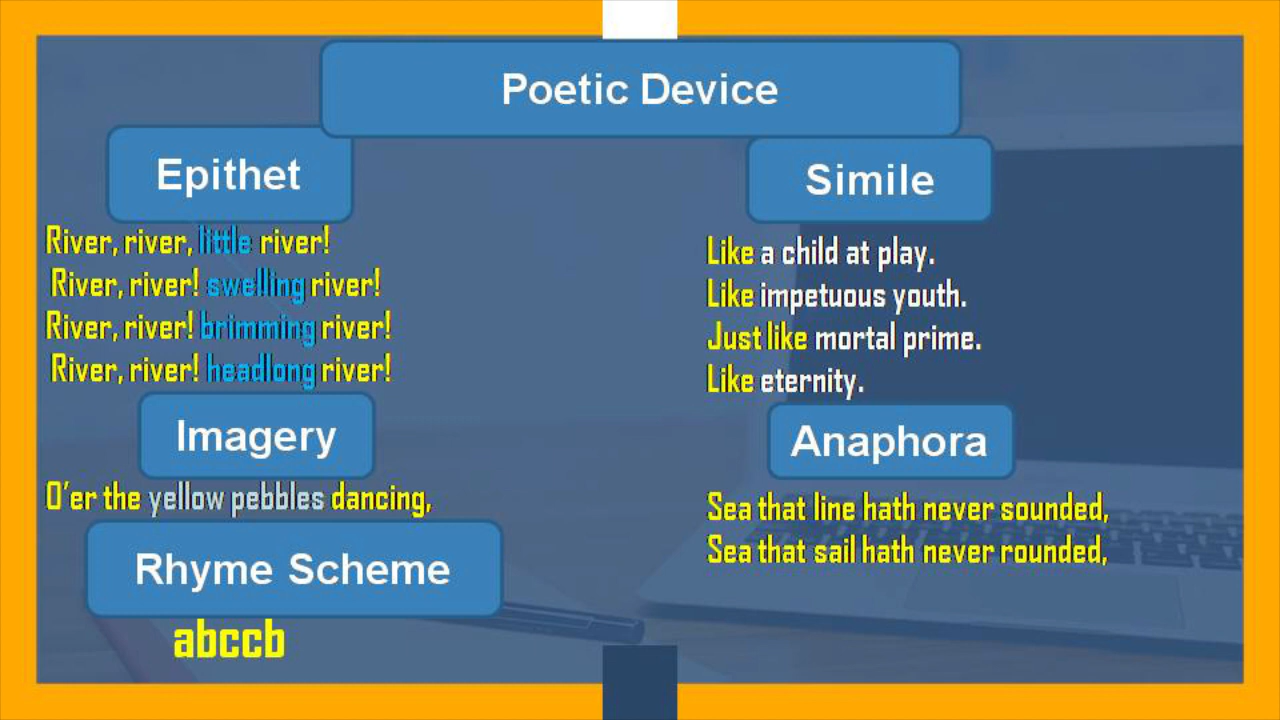 Poetic Device
Epithet
River, river, little river!
River, river! swelling river!
River, river! brimming river!
River, river! headlong river!
Imagery
O'er the yellow pebbles dancing,
Rhyme Scheme
abccb
Simile
Like a child at play.
Like impetuous youth.
Just like mortal prime.
Like eternity.
Anaphora
Sea that line hath never sounded,
Sea that sail hath never rounded,